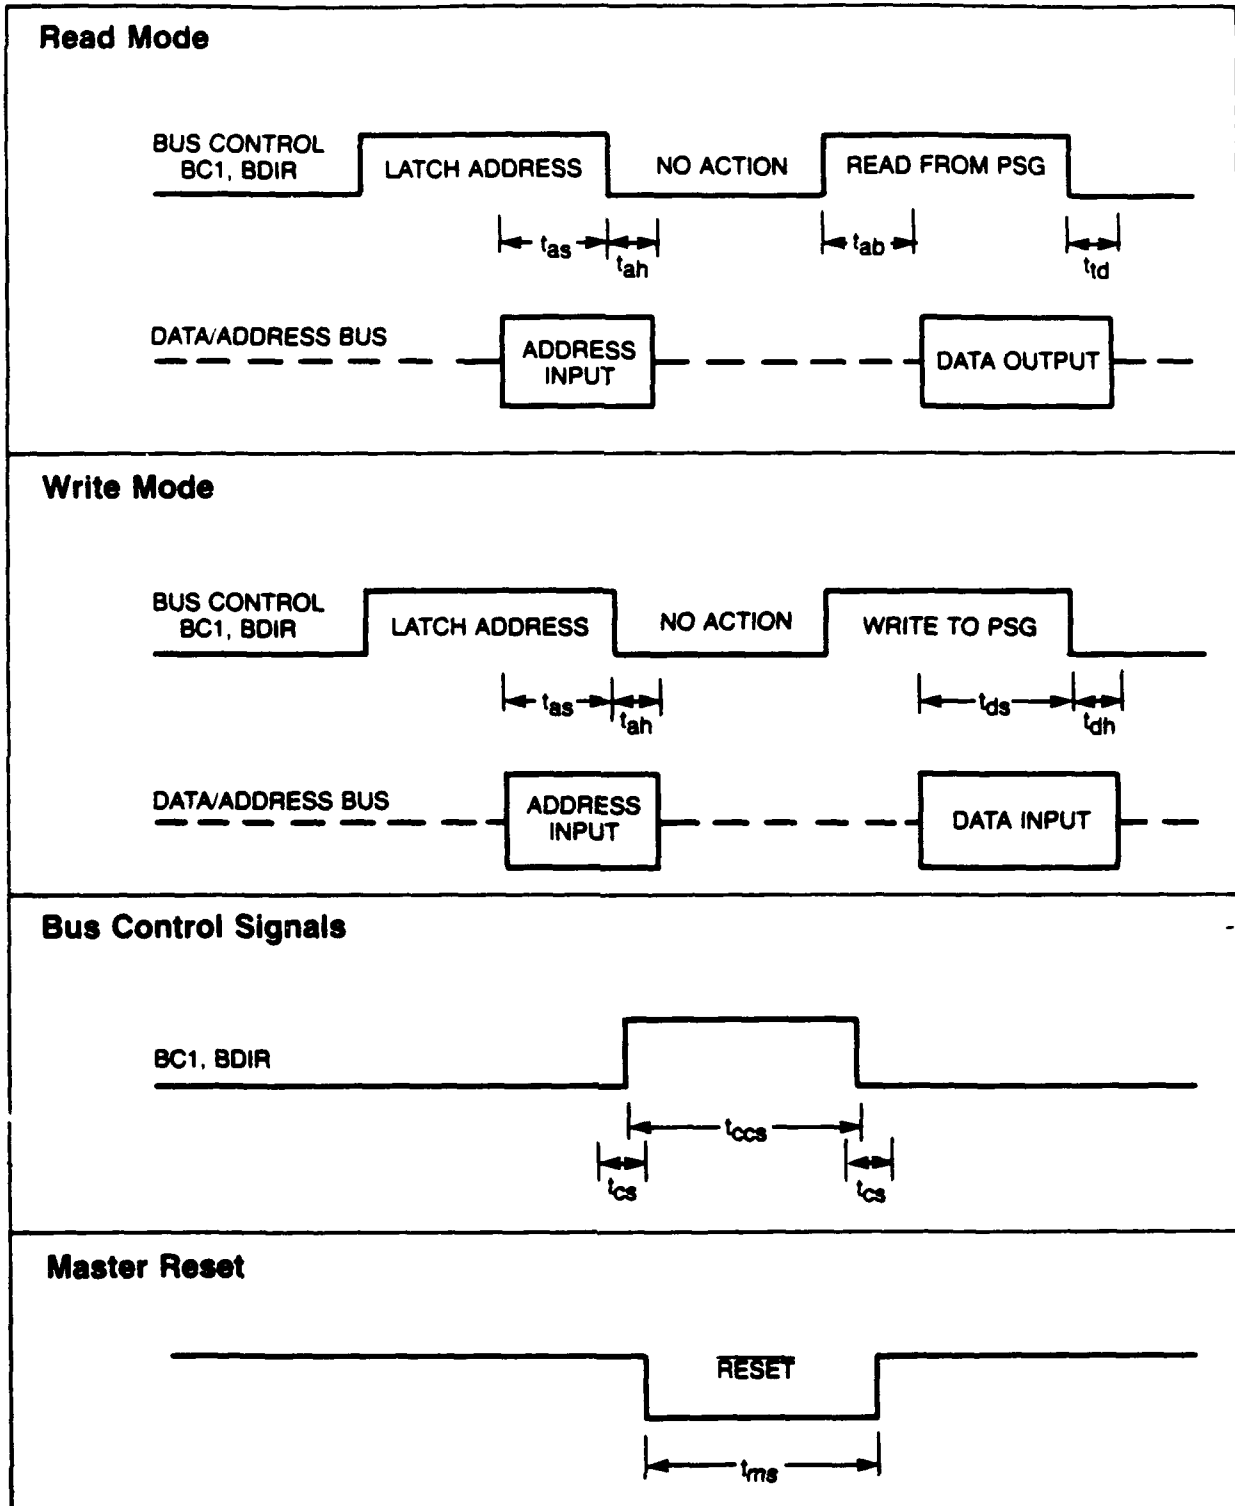 Read Mode
BUS CONTROL
BC1, BDIR
LATCH ADDRESS
NO ACTION
READ FROM PSG
tas
tah
tab
ttd
DATA/ADDRESS BUS
ADDRESS
INPUT
DATA OUTPUT
Write Mode
BUS CONTROL
BC1, BDIR
LATCH ADDRESS
NO ACTION
WRITE TO PSG
tas
tah
tds
tdh
DATA/ADDRESS BUS
ADDRESS
INPUT
DATA INPUT
Bus Control Signals
BC1, BDIR
tccs
tcs
tcs
Master Reset
RESET
tms